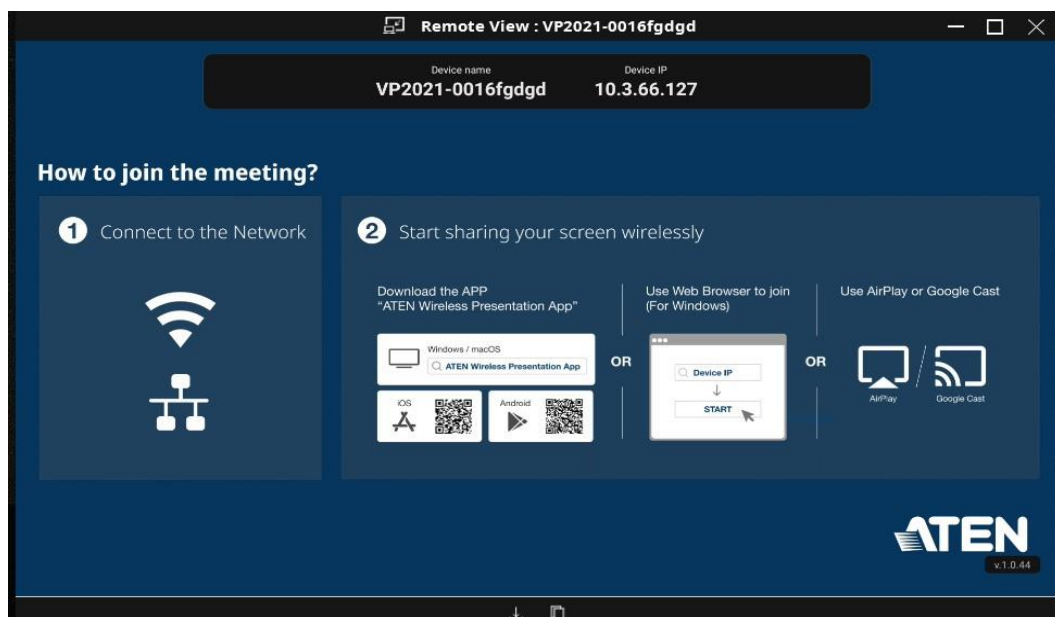 Remote View : VP2021-0016fgdgd
Device name
VP2021-0016fgdgd
Device IP
10.3.66.127
How to join the meeting?
1 Connect to the Network
2 Start sharing your screen wirelessly
Download the APP
“ATEN Wireless Presentation App”
Windows / macOS
ATEN Wireless Presentation App
iOS
Android
OR
Use Web Browser to join
(For Windows)
Device IP
START
OR
Use AirPlay or Google Cast
AirPlay
Google Cast
ATEN
v.1.0.44